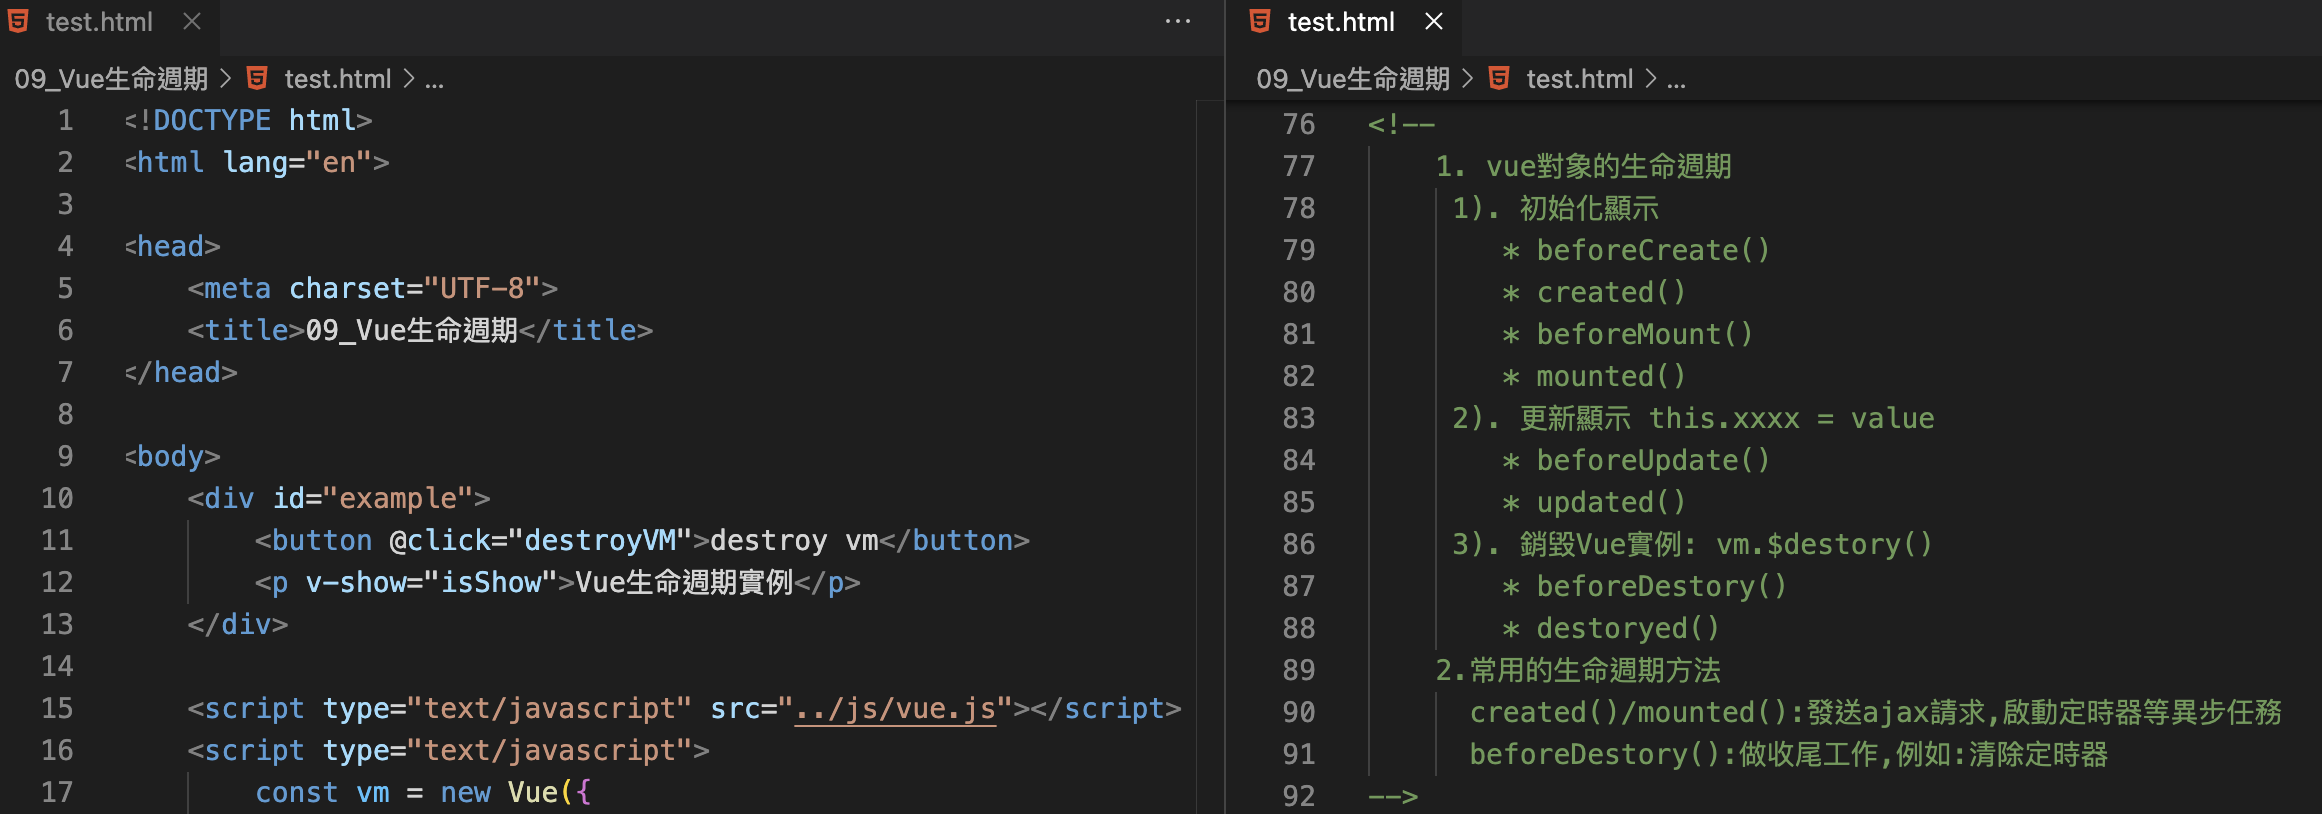 test.html
09_Vue生命週期 > test.html > ...
1 <!DOCTYPE html>
2 <html lang="en">
3
4 <head>
5     <meta charset="UTF-8">
6     <title>09_Vue生命週期</title>
7 </head>
8
9 <body>
10     <div id="example">
11         <button @click="destroyVM">destroy vm</button>
12         <p v-show="isShow">Vue生命週期實例</p>
13     </div>
14
15     <script type="text/javascript" src="../js/vue.js"></script>
16     <script type="text/javascript">
17         const vm = new Vue({
test.html
09_Vue生命週期 > test.html > ...
76 <!--
77     1. vue對象的生命週期
78      1). 初始化顯示
79         * beforeCreate()
80         * created()
81         * beforeMount()
82         * mounted()
83      2). 更新顯示 this.xxxx = value
84         * beforeUpdate()
85         * updated()
86      3). 銷毀Vue實例: vm.$destory()
87         * beforeDestory()
88         * destoryed()
89     2.常用的生命週期方法
90       created()/mounted():發送ajax請求,啟動定時器等異步任務
91       beforeDestory():做收尾工作,例如:清除定時器
92 -->